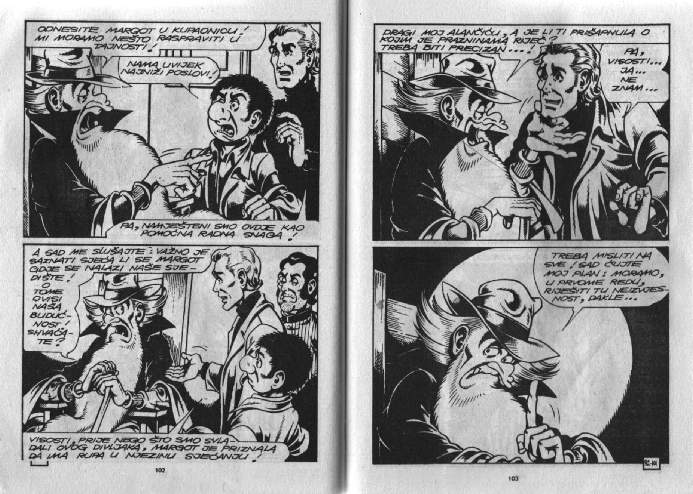 ODNESITE MARGOT U KUPAONICU!
MI MORAMO NEŠTO RASPRAVITI U
TAJNOSTI!
NAMA UVIJEK
NAJNIŽI POSLOVI!
PA, NAMJEŠTENI SMO OVDJE KAO
POMOĆNA RADNA SNAGA!
A SAD ME SLUŠAJTE: VAŽNO JE
SAZNATI SJEĆA LI SE MARGOT
GDJE SE NALAZI NAŠE SJE-
DIŠTE!
O
TOME
OVISI
NAŠA
BUDUĆ-
NOST!
SHVAĆA-
TE?
VISOSTI, PRIJE NEGO ŠTO SMO SVLA-
DALI OVOG DIVLJAKA, MARGOT JE PRIZNALA
DA IMA RUPA U NJEZINU SJEĆANJU!
102
DRAGI MOJ ALANČIĆU, A JE LI TI PRIŠAPNULA O
KOJIM JE PRAZNINAMA RIJEČ?
TREBA BITI PRECIZAN...!
PA,
VISOSTI...
JA...
NE
ZNAM...
TREBA MISLITI NA
SVE! SAD ČUJTE
MOJ PLAN: MORAMO,
U PRVOME REDU,
RIJEŠITI TU NEIZVJES-
NOST, DAKLE...
103